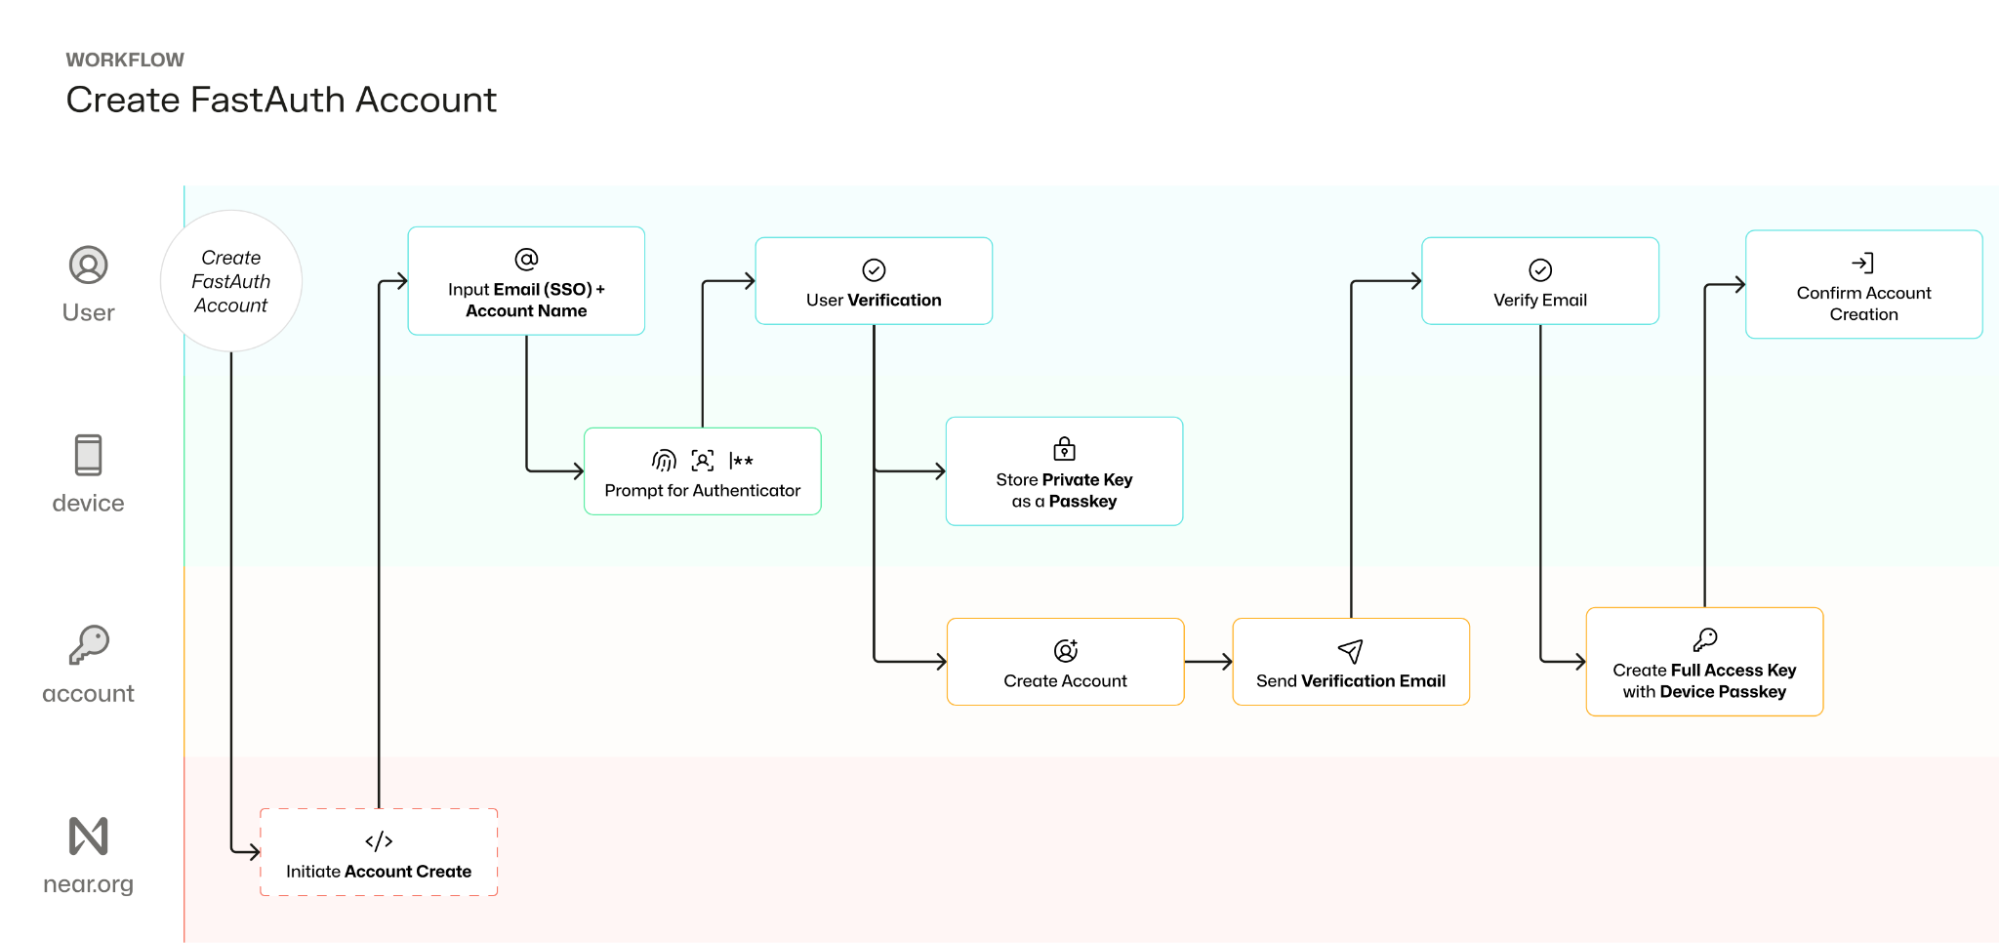 WORKFLOW
Create FastAuth Account
User
Create
FastAuth
Account
Input Email (SSO) +
Account Name
User Verification
Verify Email
Confirm Account
Creation
device
|**
Prompt for Authenticator
Store Private Key
as a Passkey
account
Create Account
Send Verification Email
Create Full Access Key
with Device Passkey
near.org
</>
Initiate Account Create